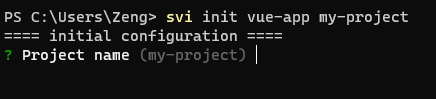 PS C:\Users\Zeng> svi init vue-app my-project
==== initial configuration ====
? Project name (my-project)